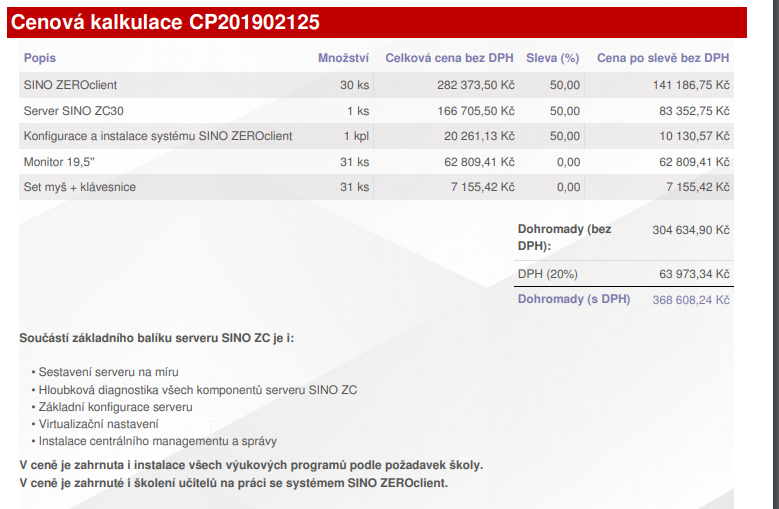 Cenová kalkulace CP201902125
Popis Množství Celková cena bez DPH Sleva (%) Cena po slevě bez DPH
SINO ZEROclient 30 ks 282 373,50 Kč 50,00 141 186,75 Kč
Server SINO ZC30 1 ks 166 705,50 Kč 50,00 83 352,75 Kč
Konfigurace a instalace systému SINO ZEROclient 1 kpl 20 261,13 Kč 50,00 10 130,57 Kč
Monitor 19,5" 31 ks 62 809,41 Kč 0,00 62 809,41 Kč
Set myš + klávesnice 31 ks 7 155,42 Kč 0,00 7 155,42 Kč
Dohromady (bez DPH): 304 634,90 Kč
DPH (20%) 63 973,34 Kč
Dohromady (s DPH) 368 608,24 Kč
Součástí základního balíku serveru SINO ZC je i:
• Sestavení serveru na míru
• Hloubková diagnostika všech komponentů serveru SINO ZC
• Základní konfigurace serveru
• Virtualizační nastavení
• Instalace centrálního managementu a správy
V ceně je zahrnuta i instalace všech výukových programů podle požadavek školy.
V ceně je zahrnuté i školení učitelů na práci se systémem SINO ZEROclient.